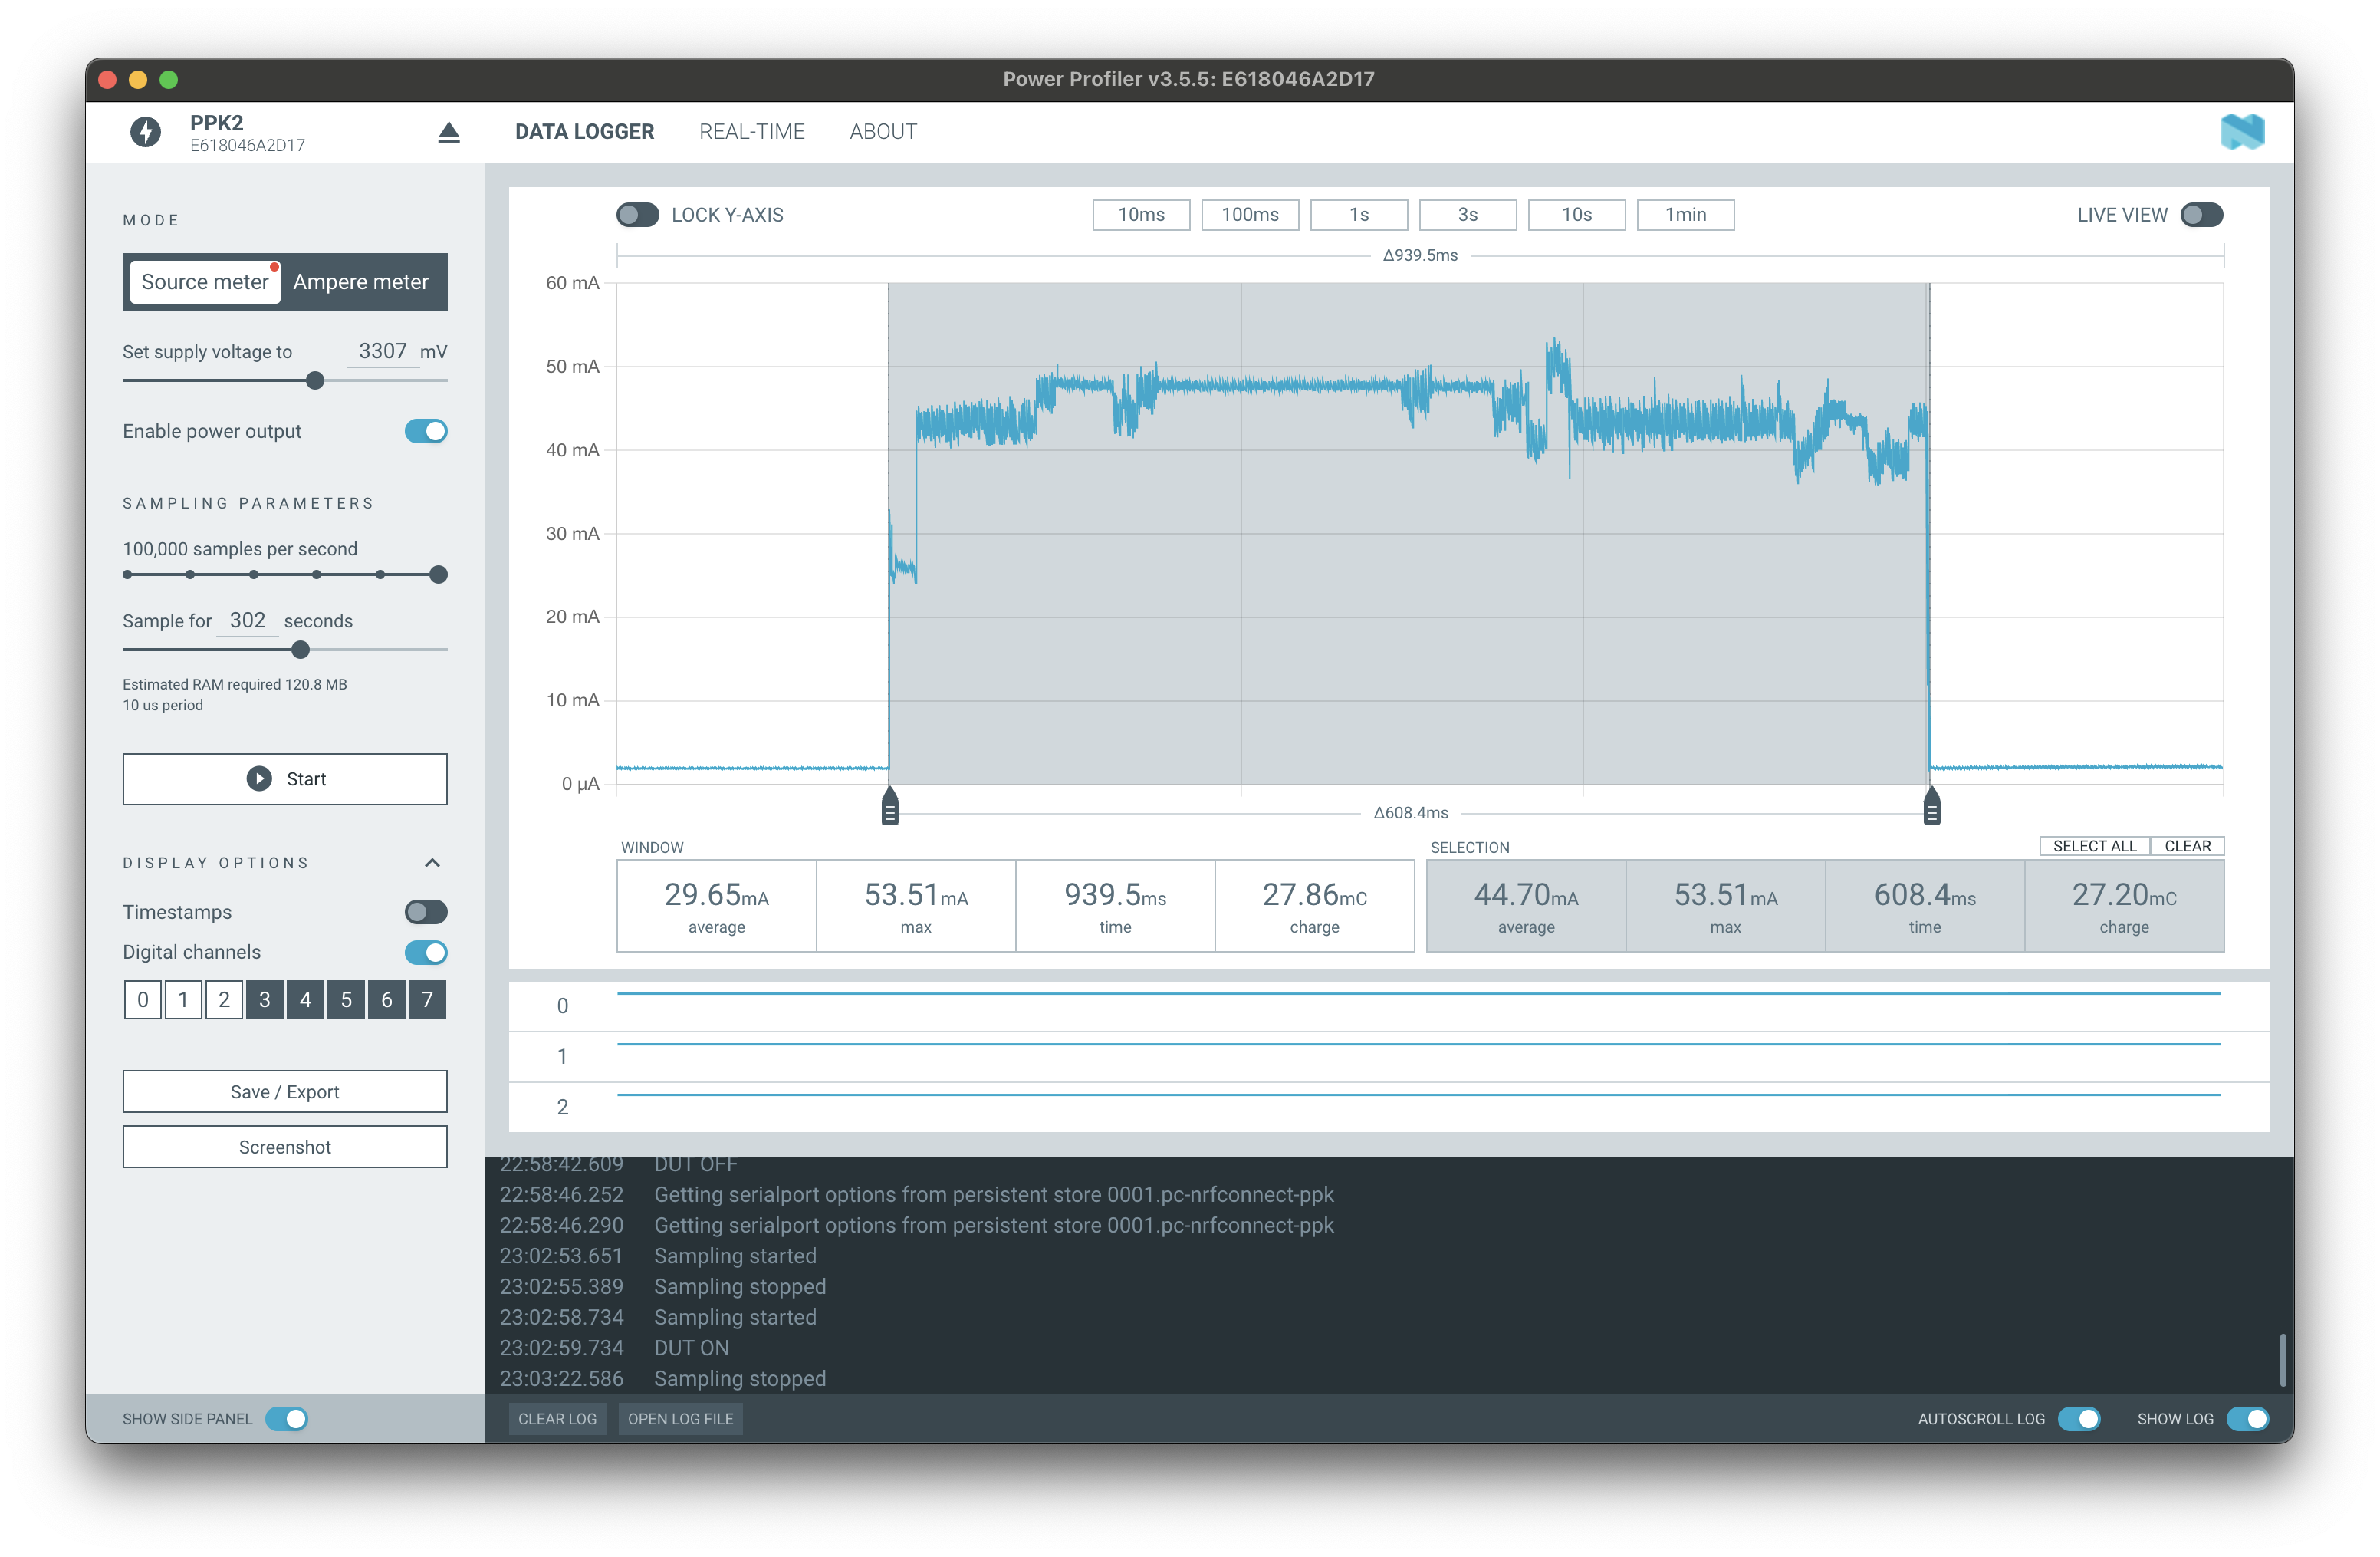 Power Profiler v3.5.5: E618046A2D17
PPK2
E618046A2D17
DATA LOGGER REAL-TIME ABOUT
MODE
Source meter Ampere meter
Set supply voltage to 3307 mV
Enable power output
SAMPLING PARAMETERS
100,000 samples per second
Sample for 302 seconds
Estimated RAM required 120.8 MB
10 us period
Start
DISPLAY OPTIONS
Timestamps
Digital channels
0 1 2 3 4 5 6 7
Save / Export
Screenshot
SHOW SIDE PANEL
LOCK Y-AXIS 10ms 100ms 1s 3s 10s 1min LIVE VIEW
Δ939.5ms
60 mA
50 mA
40 mA
30 mA
20 mA
10 mA
0 μA
Δ608.4ms
WINDOW
29.65mA 53.51mA 939.5ms 27.86mC
average max time charge
SELECTION SELECT ALL CLEAR
44.70mA 53.51mA 608.4ms 27.20mC
average max time charge
0
1
2
22:58:42.609 DUT OFF
22:58:46.252 Getting serialport options from persistent store 0001.pc-nrfconnect-ppk
22:58:46.290 Getting serialport options from persistent store 0001.pc-nrfconnect-ppk
23:02:53.651 Sampling started
23:02:55.389 Sampling stopped
23:02:58.734 Sampling started
23:02:59.734 DUT ON
23:03:22.586 Sampling stopped
CLEAR LOG OPEN LOG FILE AUTOSCROLL LOG SHOW LOG